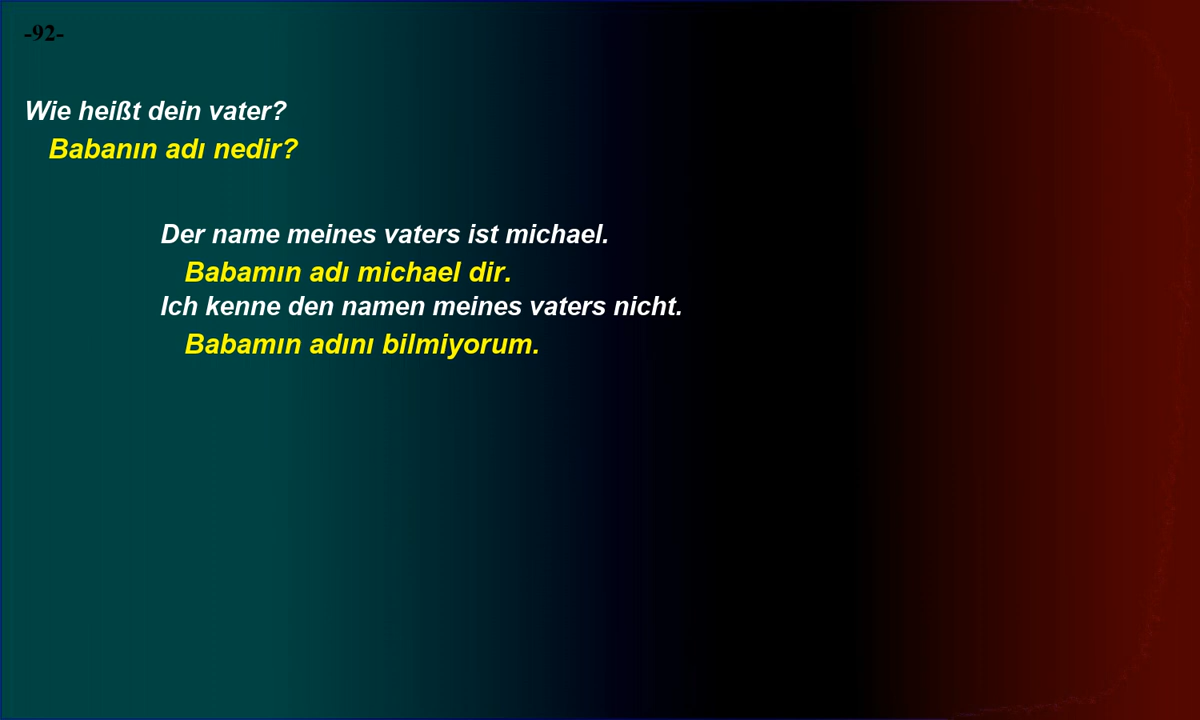 -92-
Wie heißt dein vater?
Babanın adı nedir?
Der name meines vaters ist michael.
Babamın adı michael dir.
Ich kenne den namen meines vaters nicht.
Babamın adını bilmiyorum.